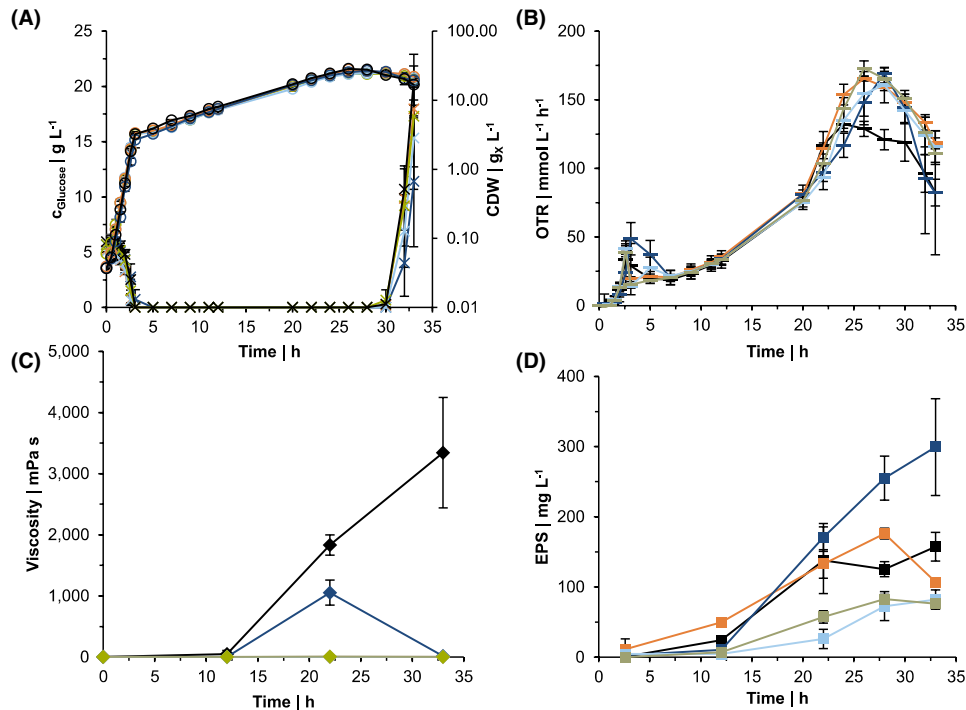 (A)
c_Glucose | g L⁻¹
25
20
15
10
5
0
100.00
10.00
1.00
0.10
0.01
CDW | g_X L⁻¹
0 5 10 15 20 25 30 35
Time | h
(B)
OTR | mmol L⁻¹ h⁻¹
200
150
100
50
0
0 5 10 15 20 25 30 35
Time | h
(C)
Viscosity | mPa s
5,000
4,000
3,000
2,000
1,000
0
0 5 10 15 20 25 30 35
Time | h
(D)
EPS | mg L⁻¹
400
300
200
100
0
0 5 10 15 20 25 30 35
Time | h